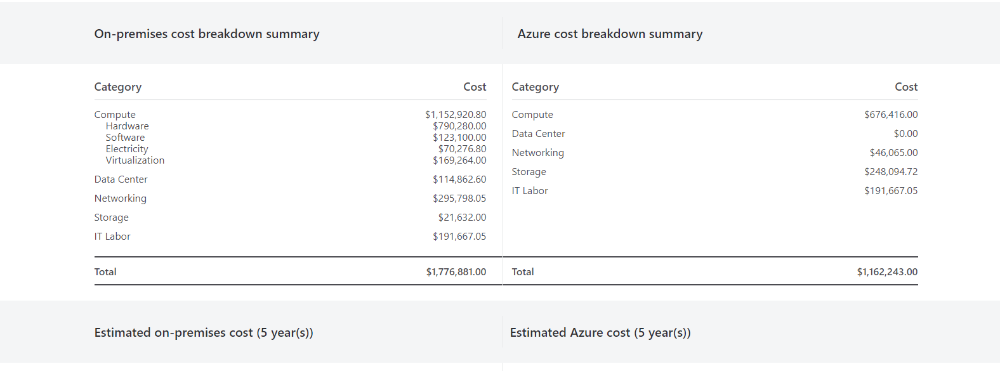 On-premises cost breakdown summary
Azure cost breakdown summary
Category Cost
Compute $1,152,920.80
Hardware $790,280.00
Software $123,100.00
Electricity $70,276.80
Virtualization $169,264.00
Data Center $114,862.60
Networking $295,798.05
Storage $21,632.00
IT Labor $191,667.05
Total $1,776,881.00
Category Cost
Compute $676,416.00
Data Center $0.00
Networking $46,065.00
Storage $248,094.72
IT Labor $191,667.05
Total $1,162,243.00
Estimated on-premises cost (5 year(s))
Estimated Azure cost (5 year(s))